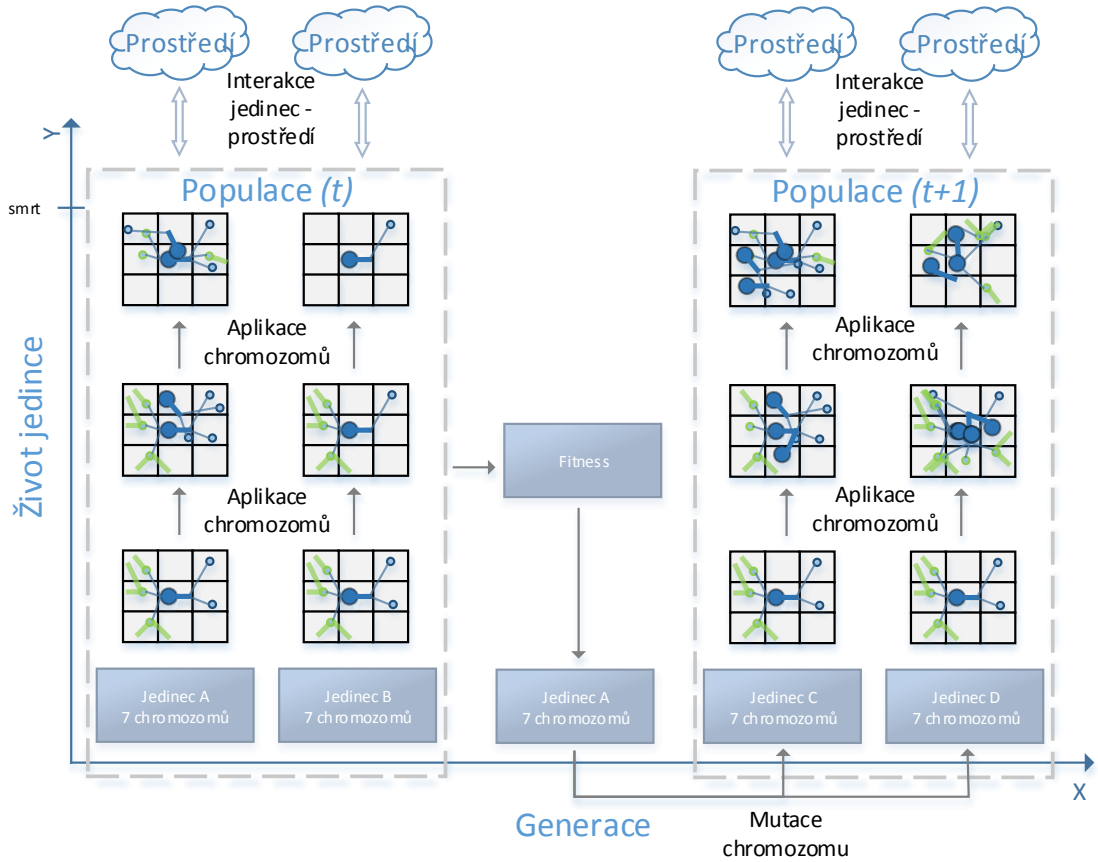 Prostředí
Prostředí
Interakce
jedinec -
prostředí
Prostředí
Prostředí
Interakce
jedinec -
prostředí
Y
smrt
Život jedince
Populace (t)
Aplikace
chromozomů
Aplikace
chromozomů
Jedinec A
7 chromozomů
Jedinec B
7 chromozomů
Fitness
Jedinec A
7 chromozomů
Populace (t+1)
Aplikace
chromozomů
Aplikace
chromozomů
Jedinec C
7 chromozomů
Jedinec D
7 chromozomů
X
Generace
Mutace
chromozomu